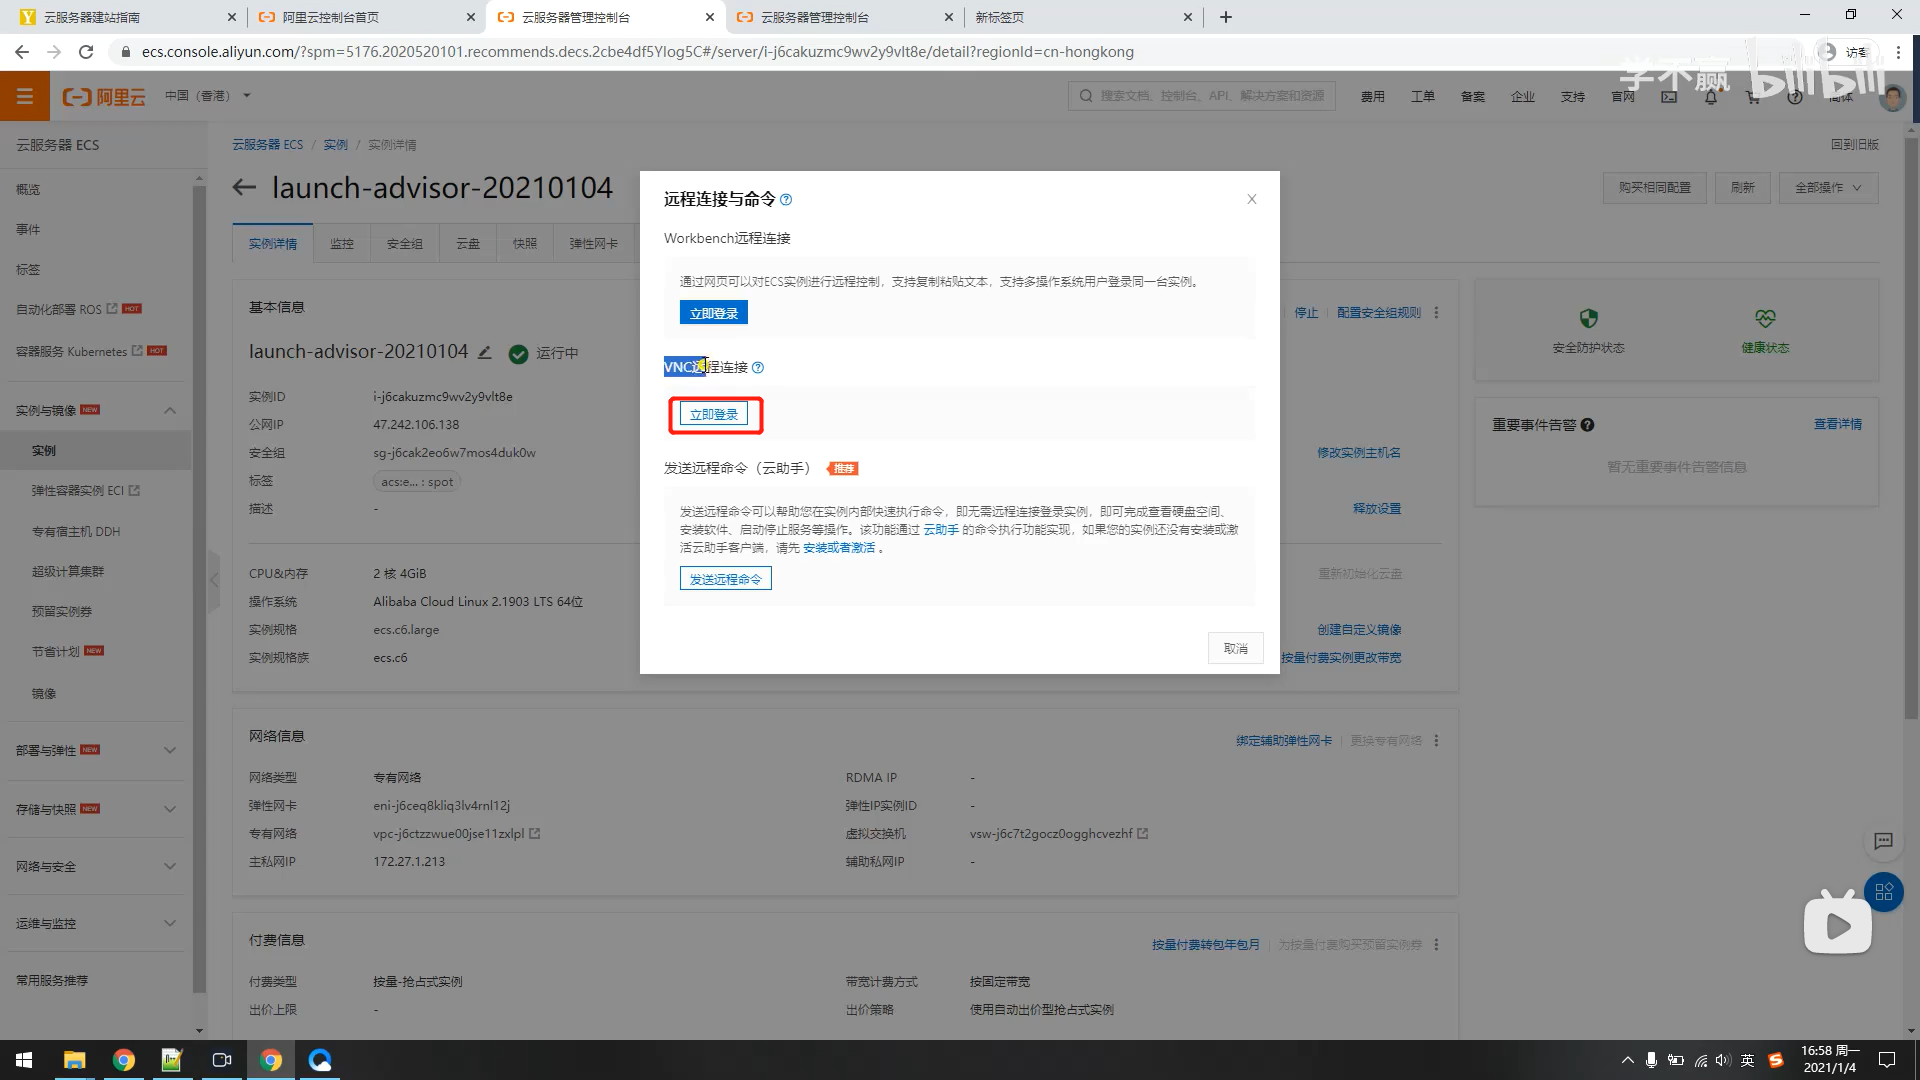 云服务器建站指南
阿里云控制台首页
云服务器管理控制台
云服务器管理控制台
新标签页
ecs.console.aliyun.com/?spm=5176.2020520101.recommends.decs.2cbe4df5Ylog5C#/server/i-j6cakuzmc9wv2y9vlt8e/detail?regionId=cn-hongkong
访客
学不赢 bilibili
阿里云
中国（香港）
搜索文档、控制台、API、解决方案和资源
费用
工单
备案
企业
支持
官网
简体
云服务器 ECS
概览
事件
标签
自动化部署 ROS HOT
容器服务 Kubernetes HOT
实例与镜像 NEW
实例
弹性容器实例 ECI
专有宿主机 DDH
超级计算集群
预留实例券
节省计划 NEW
镜像
部署与弹性 NEW
存储与快照 NEW
网络与安全
运维与监控
常用服务推荐
云服务器 ECS / 实例 / 实例详情
回到旧版
launch-advisor-20210104
购买相同配置
刷新
全部操作
实例详情
监控
安全组
云盘
快照
弹性网卡
基本信息
停止
配置安全组规则
launch-advisor-20210104
运行中
实例ID
i-j6cakuzmc9wv2y9vlt8e
公网IP
47.242.106.138
安全组
sg-j6cak2eo6w7mos4duk0w
修改实例主机名
标签
acs:e... : spot
描述
-
释放设置
CPU&内存
2 核 4GiB
重新初始化云盘
操作系统
Alibaba Cloud Linux 2.1903 LTS 64位
实例规格
ecs.c6.large
创建自定义镜像
实例规格族
ecs.c6
按量付费实例更改带宽
安全防护状态
健康状态
重要事件告警
查看详情
暂无重要事件告警信息
远程连接与命令
Workbench远程连接
通过网页可以对ECS实例进行远程控制，支持复制粘贴文本，支持多操作系统用户登录同一台实例。
立即登录
VNC远程连接
立即登录
发送远程命令（云助手） 推荐
发送远程命令可以帮助您在实例内部快速执行命令，即无需远程连接登录实例，即可完成查看硬盘空间、
安装软件、启动停止服务等操作。该功能通过 云助手 的命令执行功能实现，如果您的实例还没有安装或激
活云助手客户端，请先 安装或者激活 。
发送远程命令
取消
网络信息
绑定辅助弹性网卡
更换专有网络
网络类型
专有网络
RDMA IP
-
弹性网卡
eni-j6ceq8kliq3lv4rnl12j
弹性IP实例ID
-
专有网络
vpc-j6ctzzwue00jse11zxlpl
虚拟交换机
vsw-j6c7t2gocz0ogghcvezhf
主私网IP
172.27.1.213
辅助私网IP
-
付费信息
按量付费转包年包月
为按量付费购买预留实例券
付费类型
按量-抢占式实例
带宽计费方式
按固定带宽
出价上限
-
出价策略
使用自动出价型抢占式实例
英
16:58 周一
2021/1/4